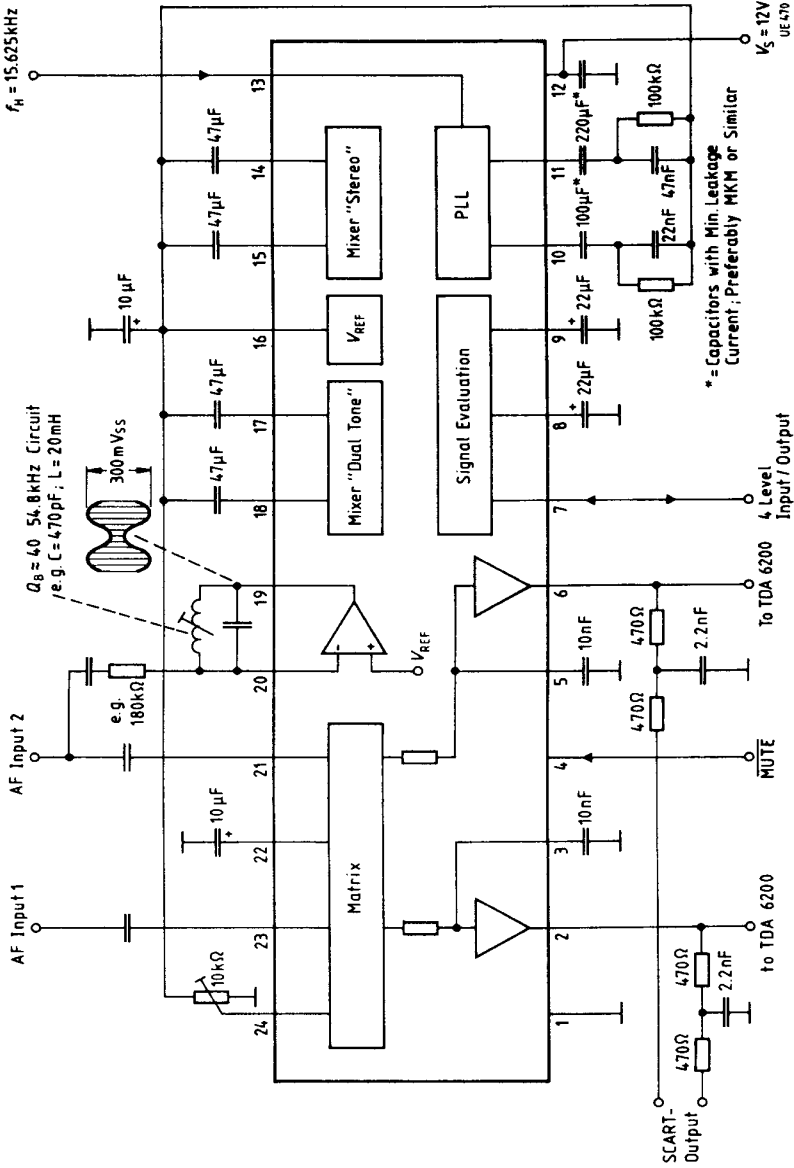 AF Input 1
AF Input 2
Q_B ≈ 40 54.8kHz Circuit
e.g. C = 470pF ; L = 20mH
300mV_SS
f_H = 15.625kHz
e.g.
180kΩ
10kΩ
10µF
+
47µF
47µF
10µF
+
47µF
47µF
24
23
22
21
20
19
18
17
16
15
14
13
Matrix
-
+
V_REF
Mixer "Dual Tone"
V_REF
Mixer "Stereo"
Signal Evaluation
PLL
1
2
3
4
5
6
7
8
9
10
11
12
10nF
10nF
+
22µF
+
22µF
100µF*
220µF*
100kΩ
22nF
47nF
100kΩ
470Ω
470Ω
2.2nF
470Ω
470Ω
2.2nF
SCART-
Output
to TDA 6200
MUTE
To TDA 6200
4 Level
Input / Output
* = Capacitors with Min. Leakage
Current ; Preferably MKM or Similar
V_S = 12V
UE470